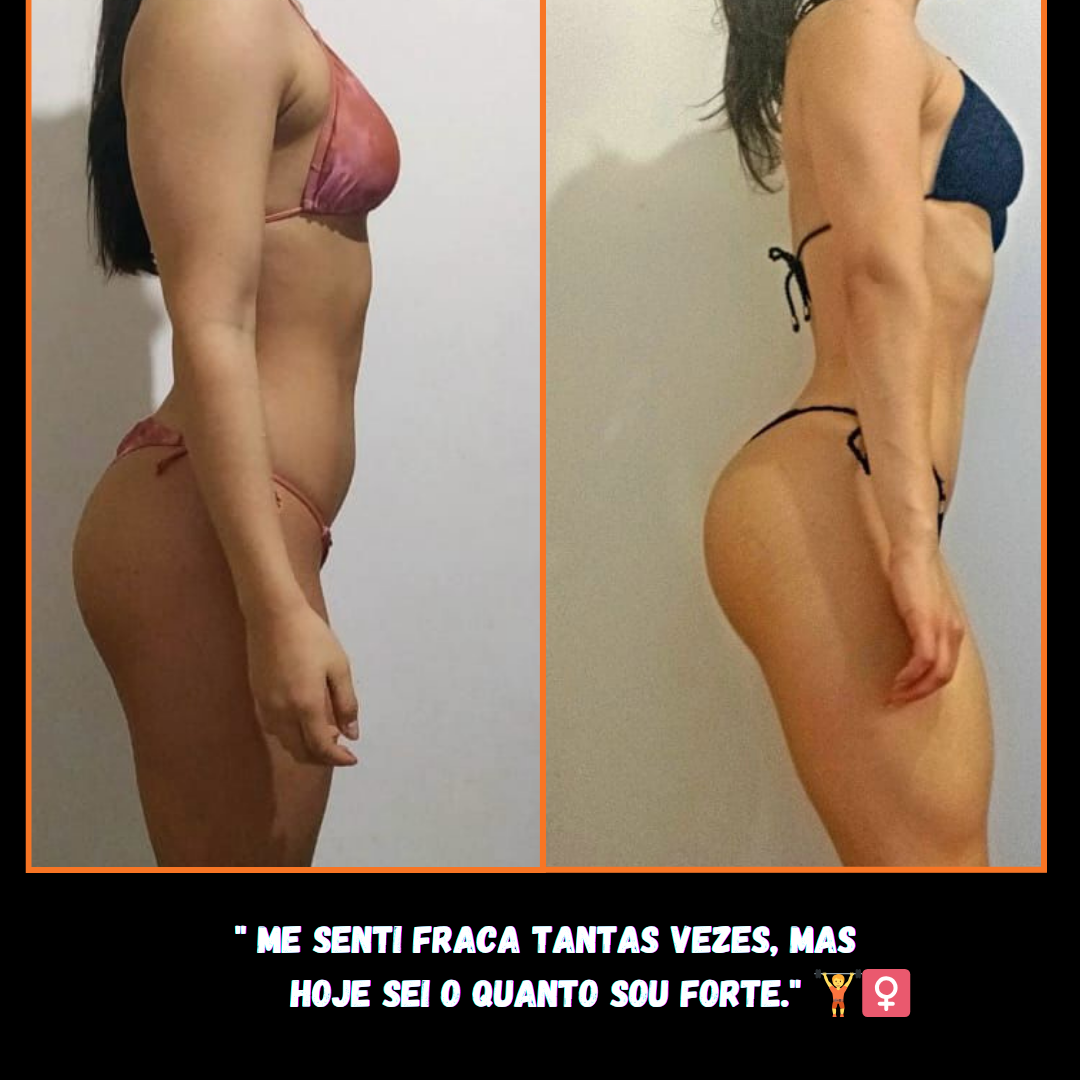 " ME SENTI FRACA TANTAS VEZES, MAS
HOJE SEI O QUANTO SOU FORTE." 🏋️♀️